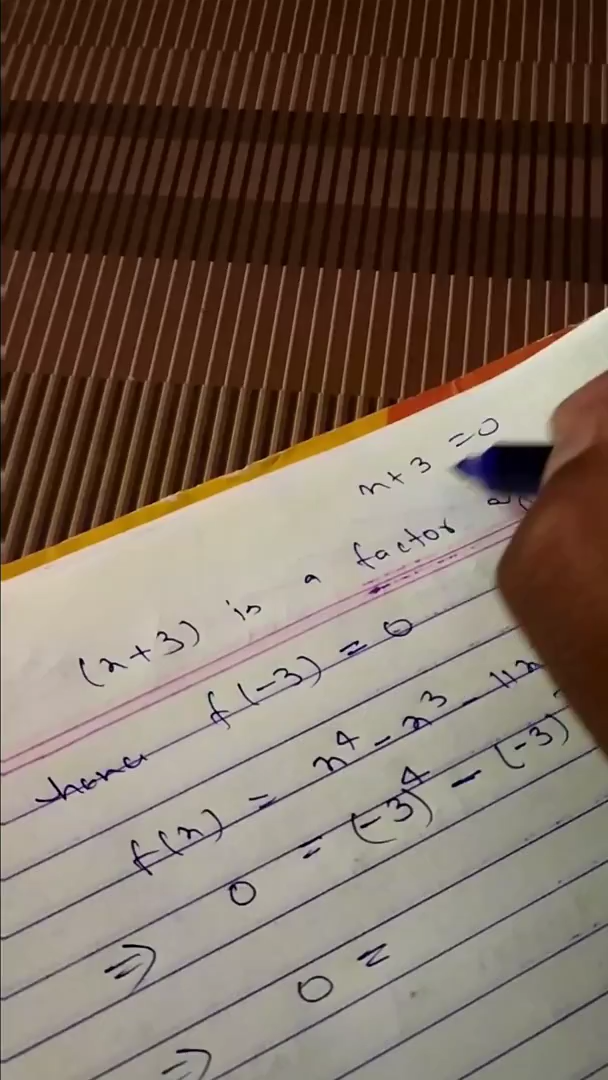 x+3 = 0
(x+3) is a factor
hence f(-3) = 0
f(x) = x⁴ - x³ - 11x
⇒ 0 = (-3)⁴ - (-3)
⇒ 0 =
⇒